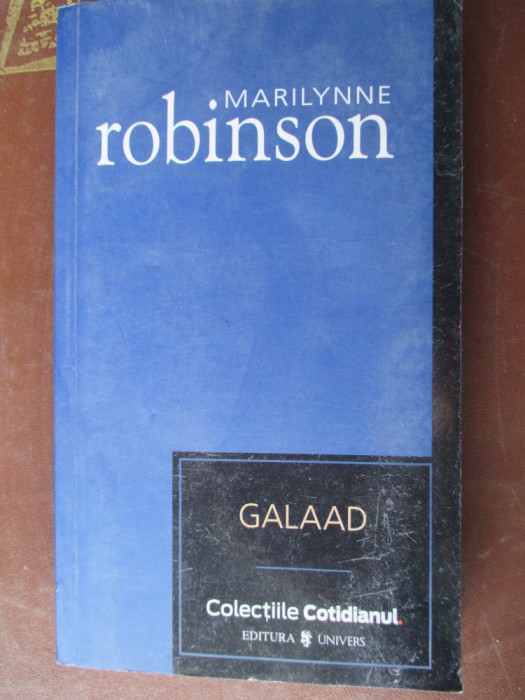 MARILYNNE
robinson
GALAAD
Colecțiile Cotidianul.
EDITURA UNIVERS